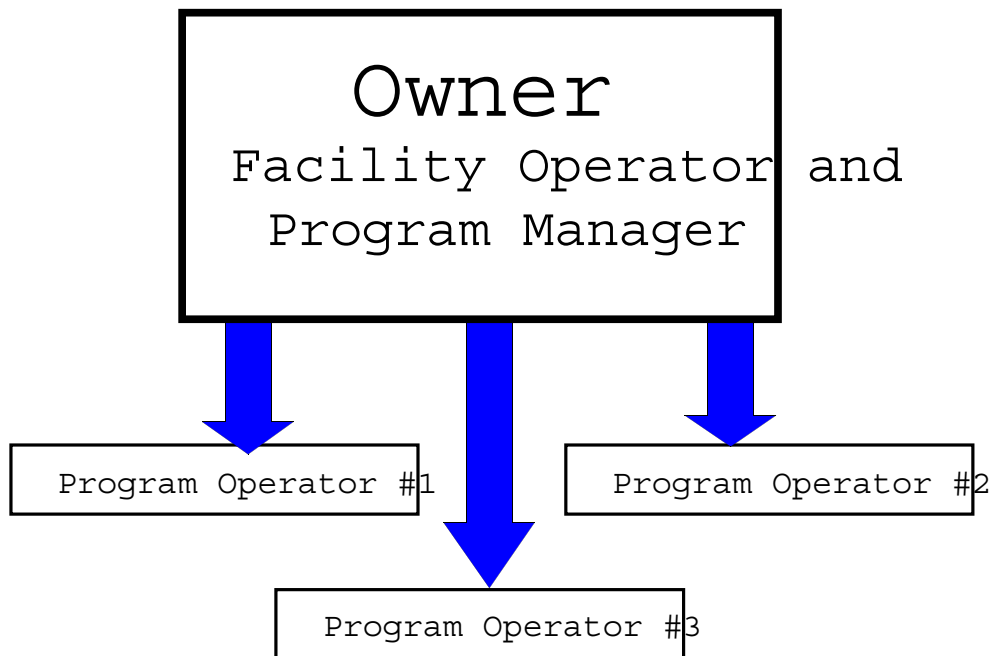 Owner
Facility Operator and
Program Manager
Program Operator #1
Program Operator #2
Program Operator #3